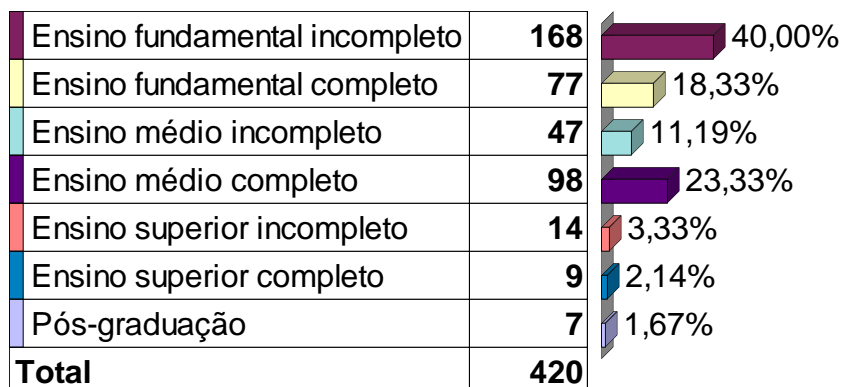 Ensino fundamental incompleto 168 40,00%
Ensino fundamental completo 77 18,33%
Ensino médio incompleto 47 11,19%
Ensino médio completo 98 23,33%
Ensino superior incompleto 14 3,33%
Ensino superior completo 9 2,14%
Pós-graduação 7 1,67%
Total 420